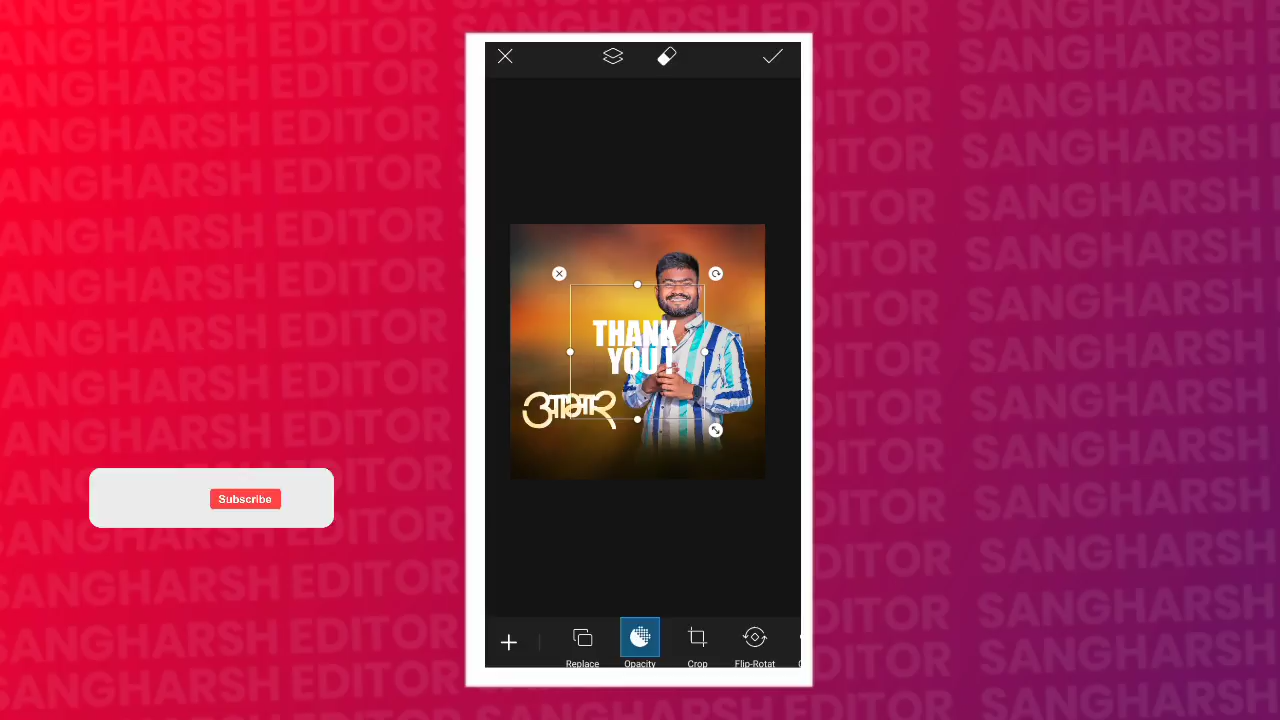 SANGHARSH EDITOR
THANK
YOU !
आभार
Subscribe
Replace
Opacity
Crop
Flip-Rotat